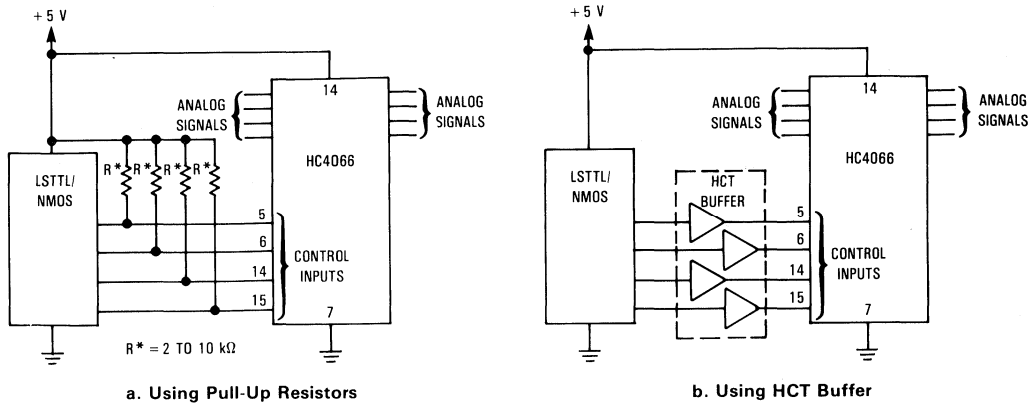 + 5 V
14
ANALOG
SIGNALS
ANALOG
SIGNALS
HC4066
LSTTL/
NMOS
R* R* R* R*
5
6
14
15
CONTROL
INPUTS
7
R* = 2 TO 10 kΩ
a. Using Pull-Up Resistors
+ 5 V
14
ANALOG
SIGNALS
ANALOG
SIGNALS
HC4066
LSTTL/
NMOS
HCT
BUFFER
5
6
14
15
CONTROL
INPUTS
7
b. Using HCT Buffer